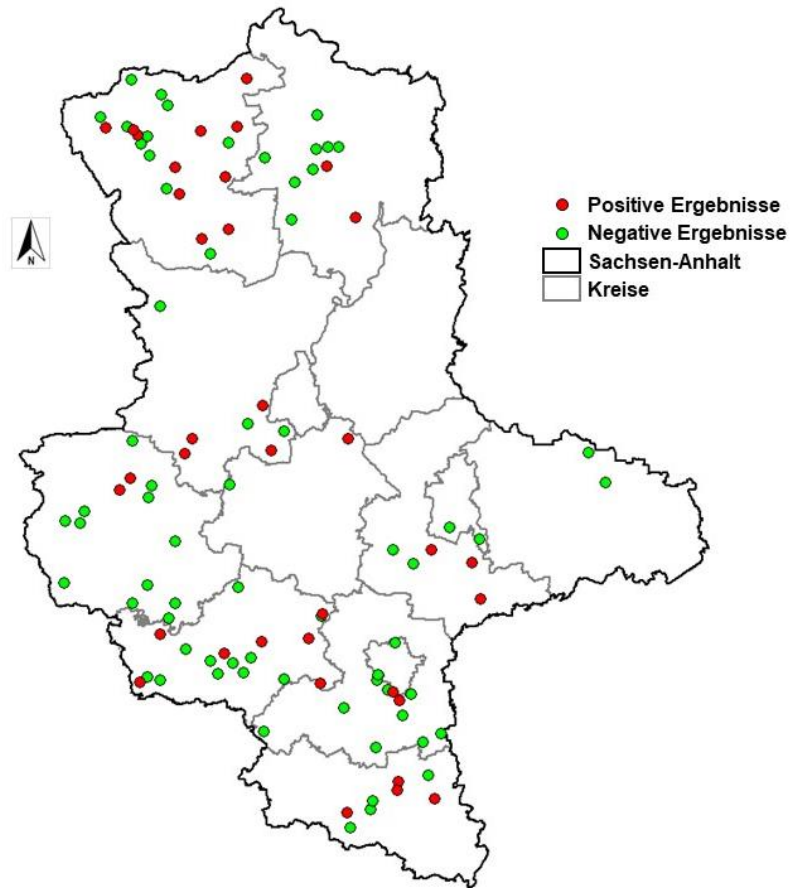 Positive Ergebnisse
Negative Ergebnisse
Sachsen-Anhalt
Kreise
N